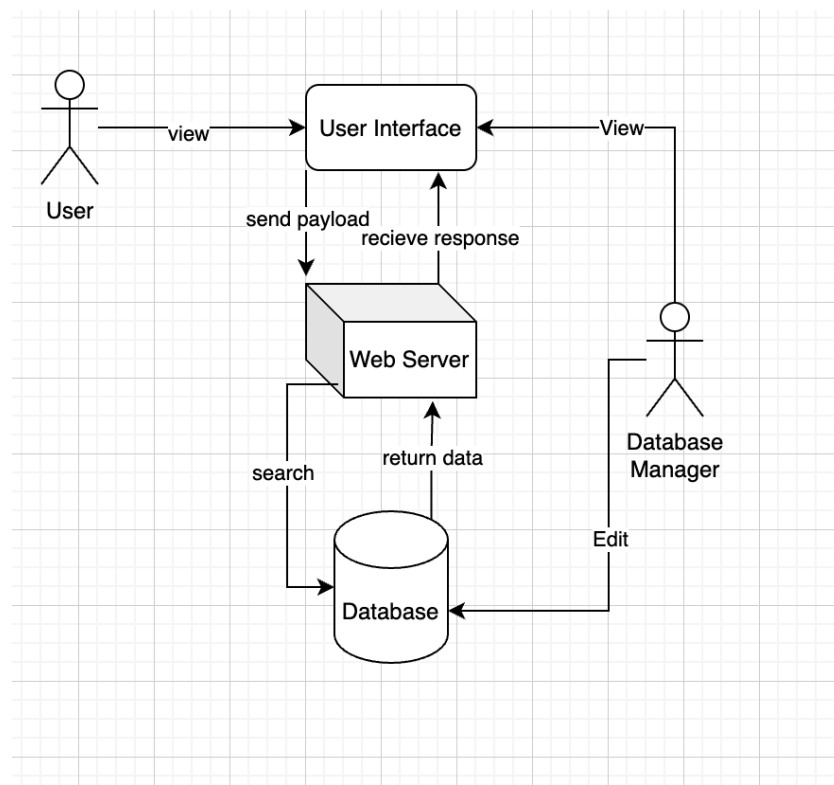 view
User Interface
View
User
send payload
recieve response
Web Server
Database
Manager
return data
search
Edit
Database